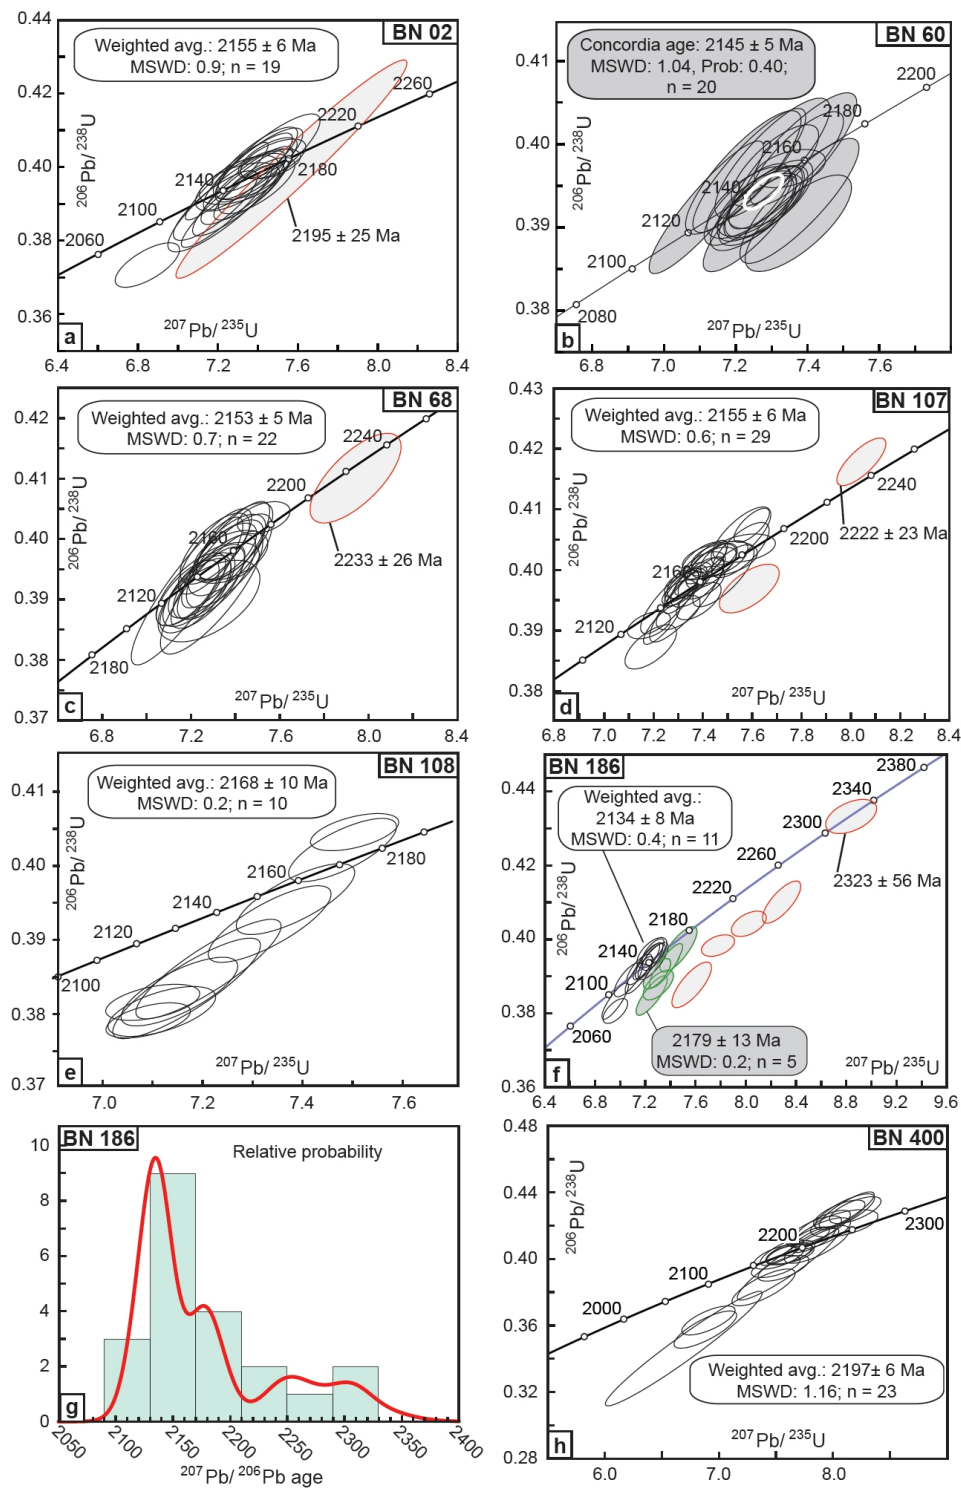 BN 02
Weighted avg.: 2155 ± 6 Ma
MSWD: 0.9; n = 19
0.44
0.42
0.40
0.38
0.36
206Pb/ 238U
2260
2220
2180
2140
2100
2060
2195 ± 25 Ma
207Pb/ 235U
a
6.4 6.8 7.2 7.6 8.0 8.4
BN 60
Concordia age: 2145 ± 5 Ma
MSWD: 1.04, Prob: 0.40;
n = 20
0.41
0.40
0.39
0.38
206Pb/ 238U
2200
2180
2160
2140
2120
2100
2080
207Pb/ 235U
b
6.8 7.0 7.2 7.4 7.6
BN 68
Weighted avg.: 2153 ± 5 Ma
MSWD: 0.7; n = 22
0.42
0.41
0.40
0.39
0.38
0.37
206Pb/ 238U
2240
2200
2160
2120
2180
2233 ± 26 Ma
207Pb/ 235U
c
6.8 7.2 7.6 8.0 8.4
BN 107
Weighted avg.: 2155 ± 6 Ma
MSWD: 0.6; n = 29
0.43
0.42
0.41
0.40
0.39
0.38
206Pb/ 238U
2240
2200
2222 ± 23 Ma
2160
2120
207Pb/ 235U
d
6.8 7.0 7.2 7.4 7.6 7.8 8.0 8.2 8.4
BN 108
Weighted avg.: 2168 ± 10 Ma
MSWD: 0.2; n = 10
0.41
0.40
0.39
0.38
0.37
206Pb/ 238U
2180
2160
2140
2120
2100
207Pb/ 235U
e
7.0 7.2 7.4 7.6
BN 186
Weighted avg.:
2134 ± 8 Ma
MSWD: 0.4; n = 11
0.44
0.42
0.40
0.38
0.36
206Pb/ 238U
2380
2340
2300
2260
2220
2180
2140
2100
2060
2323 ± 56 Ma
2179 ± 13 Ma
MSWD: 0.2; n = 5
207Pb/ 235U
f
6.4 6.8 7.2 7.6 8.0 8.4 8.8 9.2 9.6
BN 186
Relative probability
10
8
6
4
2
0
g
2050 2100 2150 2200 2250 2300 2350 2400
207Pb/ 206Pb age
BN 400
0.48
0.44
0.40
0.36
0.32
0.28
206Pb/ 238U
2300
2200
2100
2000
Weighted avg.: 2197± 6 Ma
MSWD: 1.16; n = 23
207Pb/ 235U
h
6.0 7.0 8.0